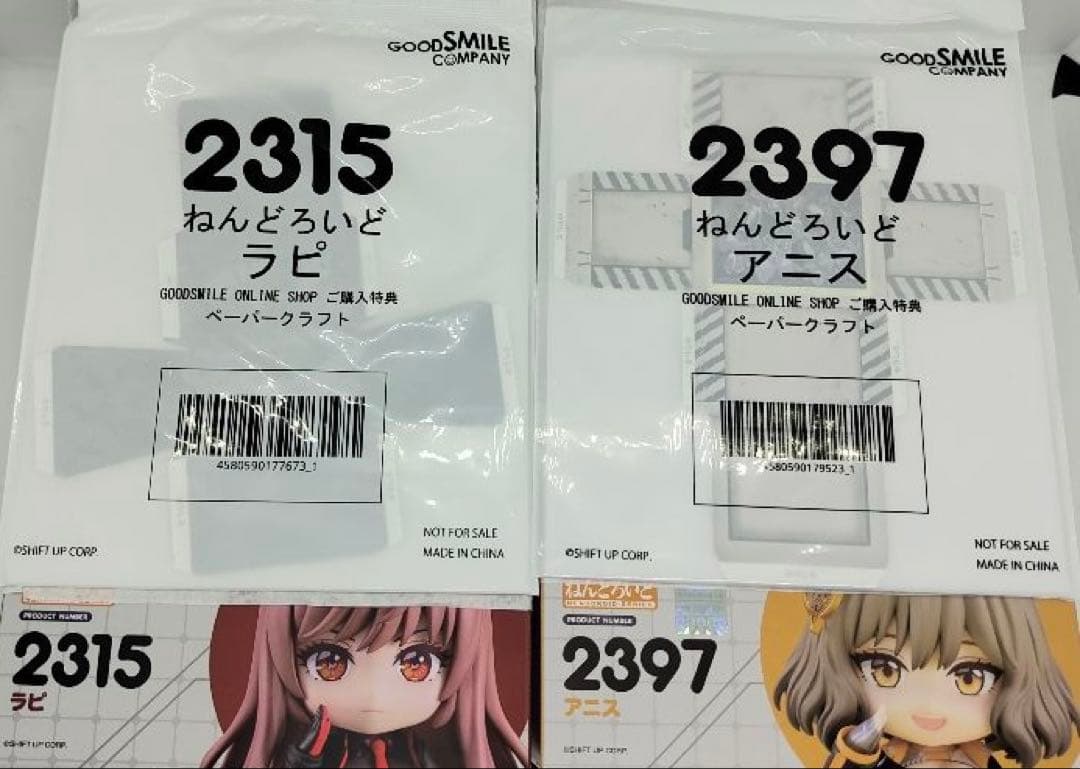 GOODSMILE
COMPANY
2315
ねんどろいど
ラピ
GOODSMILE ONLINE SHOP ご購入特典
ペーパークラフト
4580590177673_1
©SHIFT UP CORP.
NOT FOR SALE
MADE IN CHINA
GOODSMILE
COMPANY
2397
ねんどろいど
アニス
GOODSMILE ONLINE SHOP ご購入特典
ペーパークラフト
4580590179523_1
©SHIFT UP CORP.
NOT FOR SALE
MADE IN CHINA
PRODUCT NUMBER
2315
ラピ
©SHIFT UP CORP.
ねんどろいど
NENDOROID SERIES
PRODUCT NUMBER
2397
アニス
©SHIFT UP CORP.